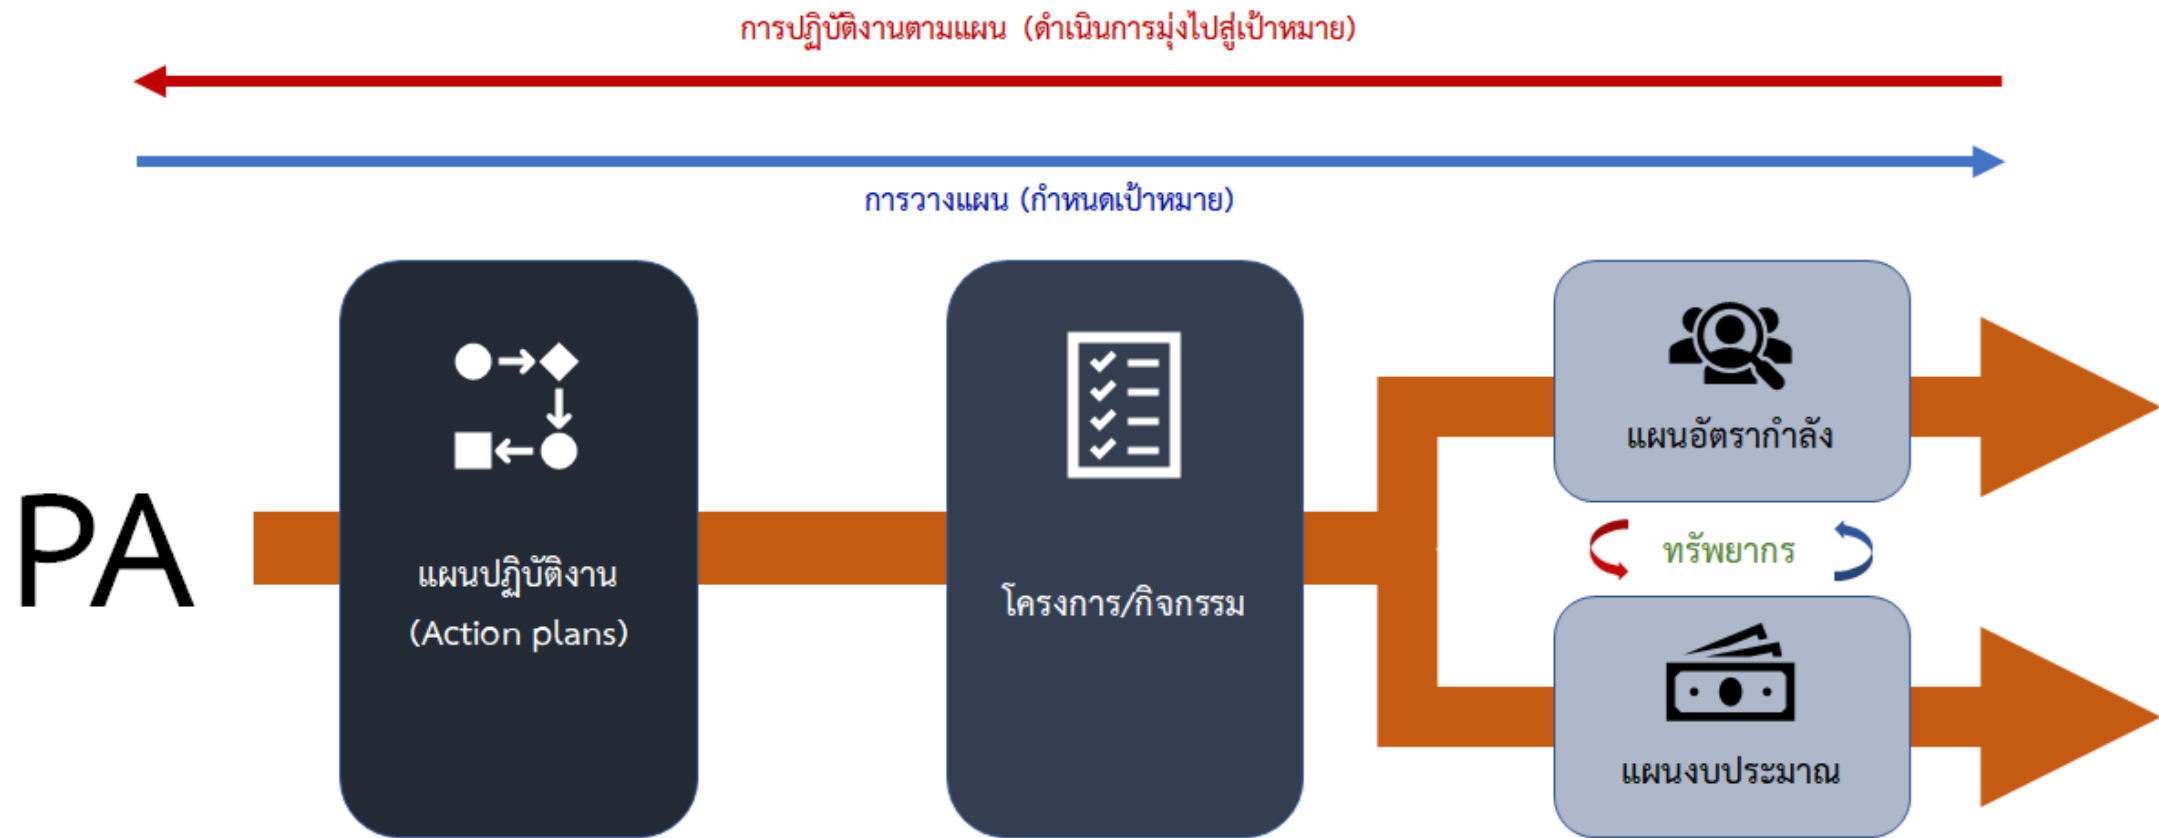 การปฏิบัติงานตามแผน (ดำเนินการมุ่งไปสู่เป้าหมาย)
การวางแผน (กำหนดเป้าหมาย)
PA
แผนปฏิบัติงาน
(Action plans)
โครงการ/กิจกรรม
แผนอัตรากำลัง
ทรัพยากร
แผนงบประมาณ